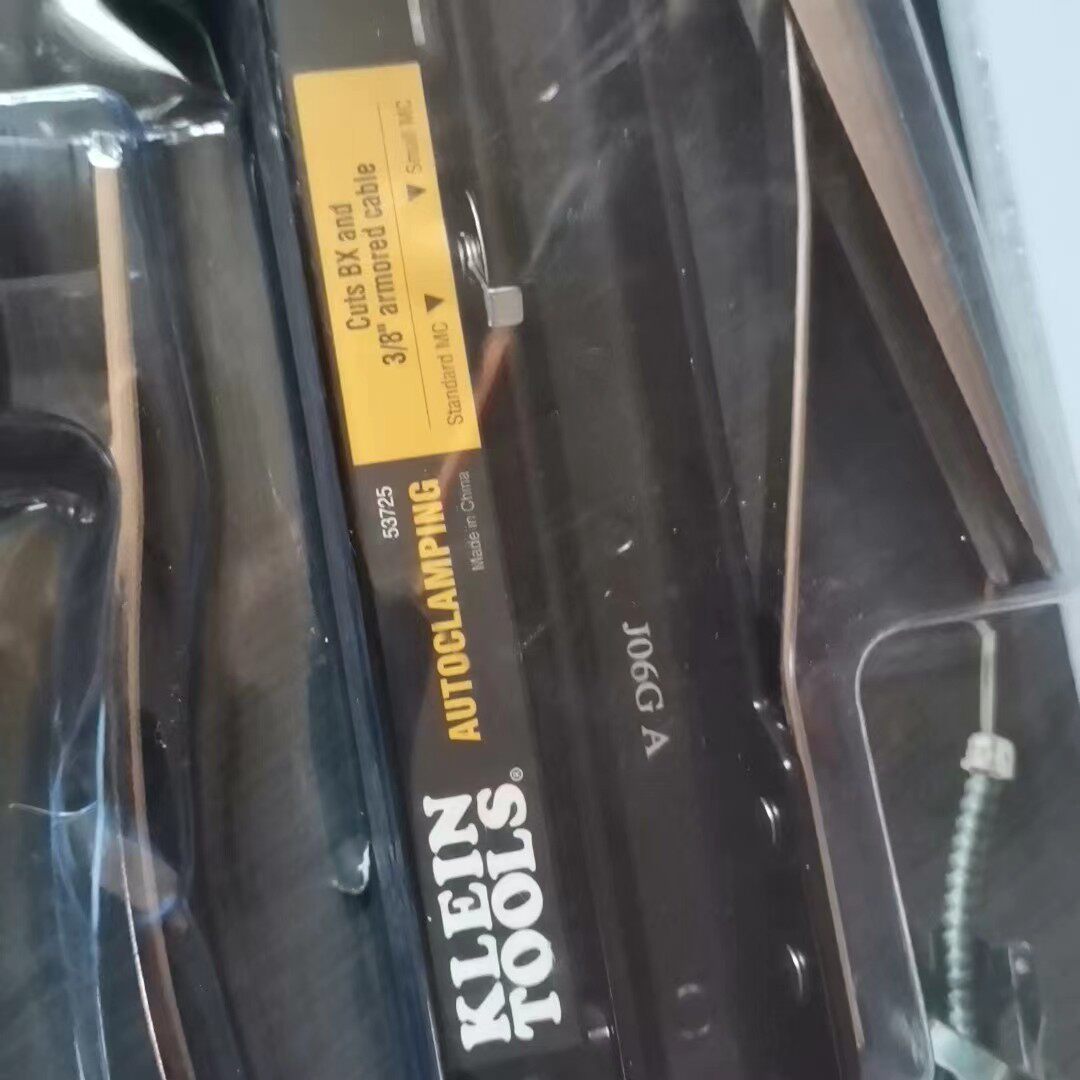 KLEIN
TOOLS®
53725
AUTOCLAMPING
Made in China
Cuts BX and
3/8" armored cable
Standard MC ▼ ▼ Small MC
J06G A